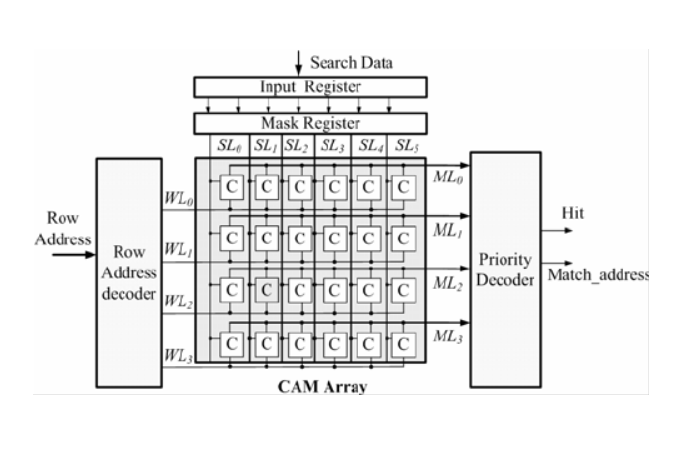 Search Data
Input Register
Mask Register
SL0 SL1 SL2 SL3 SL4 SL5
Row
Address
Row
Address
decoder
WL0
WL1
WL2
WL3
C C C C C C
C C C C C C
C C C C C C
C C C C C C
ML0
ML1
ML2
ML3
Priority
Decoder
Hit
Match_address
CAM Array